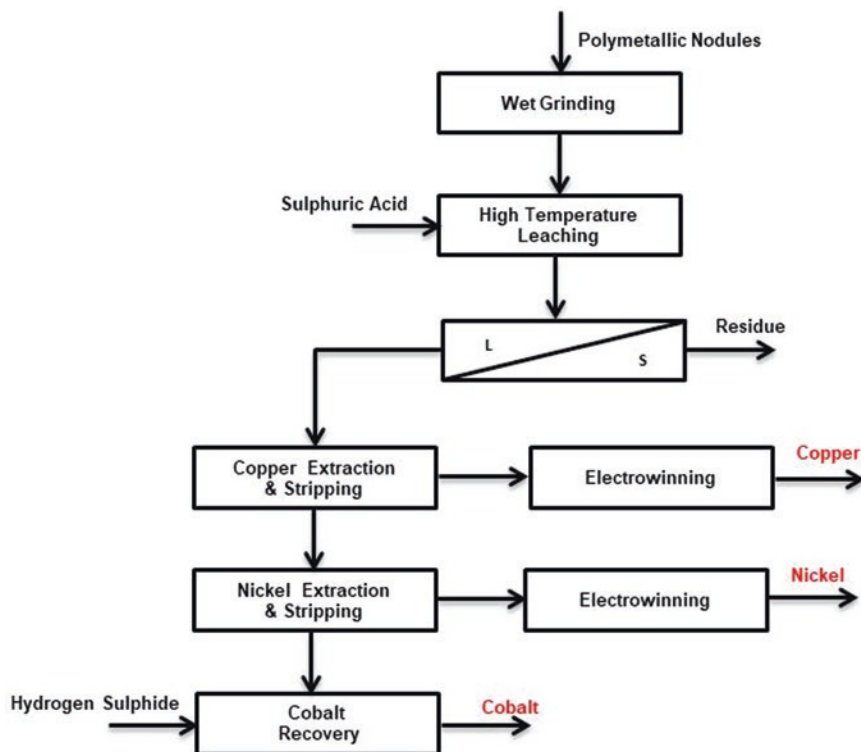 Polymetallic Nodules
Wet Grinding
Sulphuric Acid
High Temperature
Leaching
L
S
Residue
Copper Extraction
& Stripping
Electrowinning
Copper
Nickel Extraction
& Stripping
Electrowinning
Nickel
Hydrogen Sulphide
Cobalt
Recovery
Cobalt